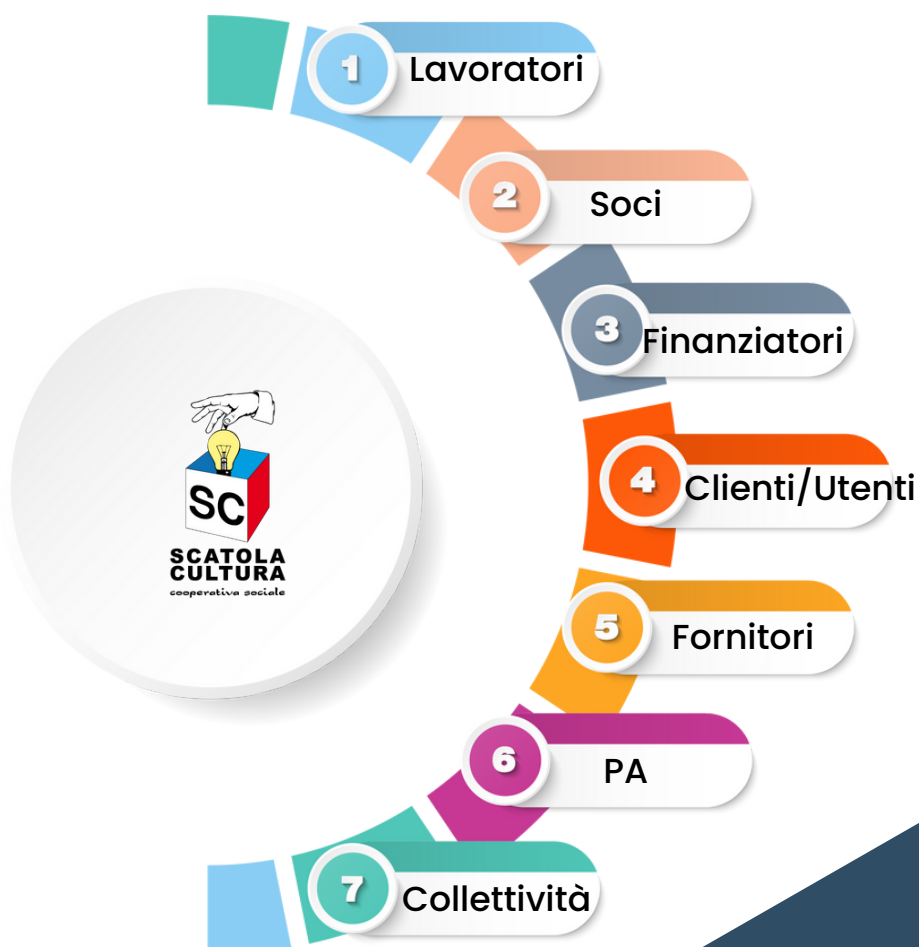 1
Lavoratori
2
Soci
3
Finanziatori
4
Clienti/Utenti
SC
SCATOLA
CULTURA
cooperativa sociale
5
Fornitori
6
PA
7
Collettività